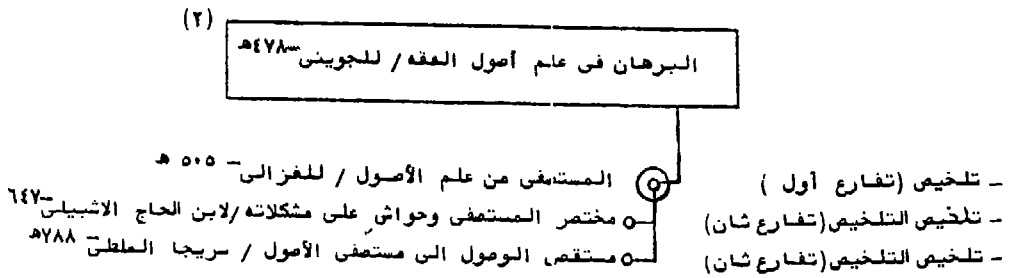 (٢)
البرهان فى علم أصول الفقه / للجوينى -٤٧٨هـ
ـ تلخيص (تفارع أول ) المستصفى من علم الأصول / للغزالى - ٥٠٥ هـ
ـ تلخيص التلخيص (تفارع ثان) مختصر المستصفى وحواش على مشكلاته / لابن الحاج الاشبيلى -٦٤٧
ـ تلخيص التلخيص (تفارع ثان) مستقصى الوصول الى مستصفى الأصول / سريجا الملطى - ٧٨٨هـ